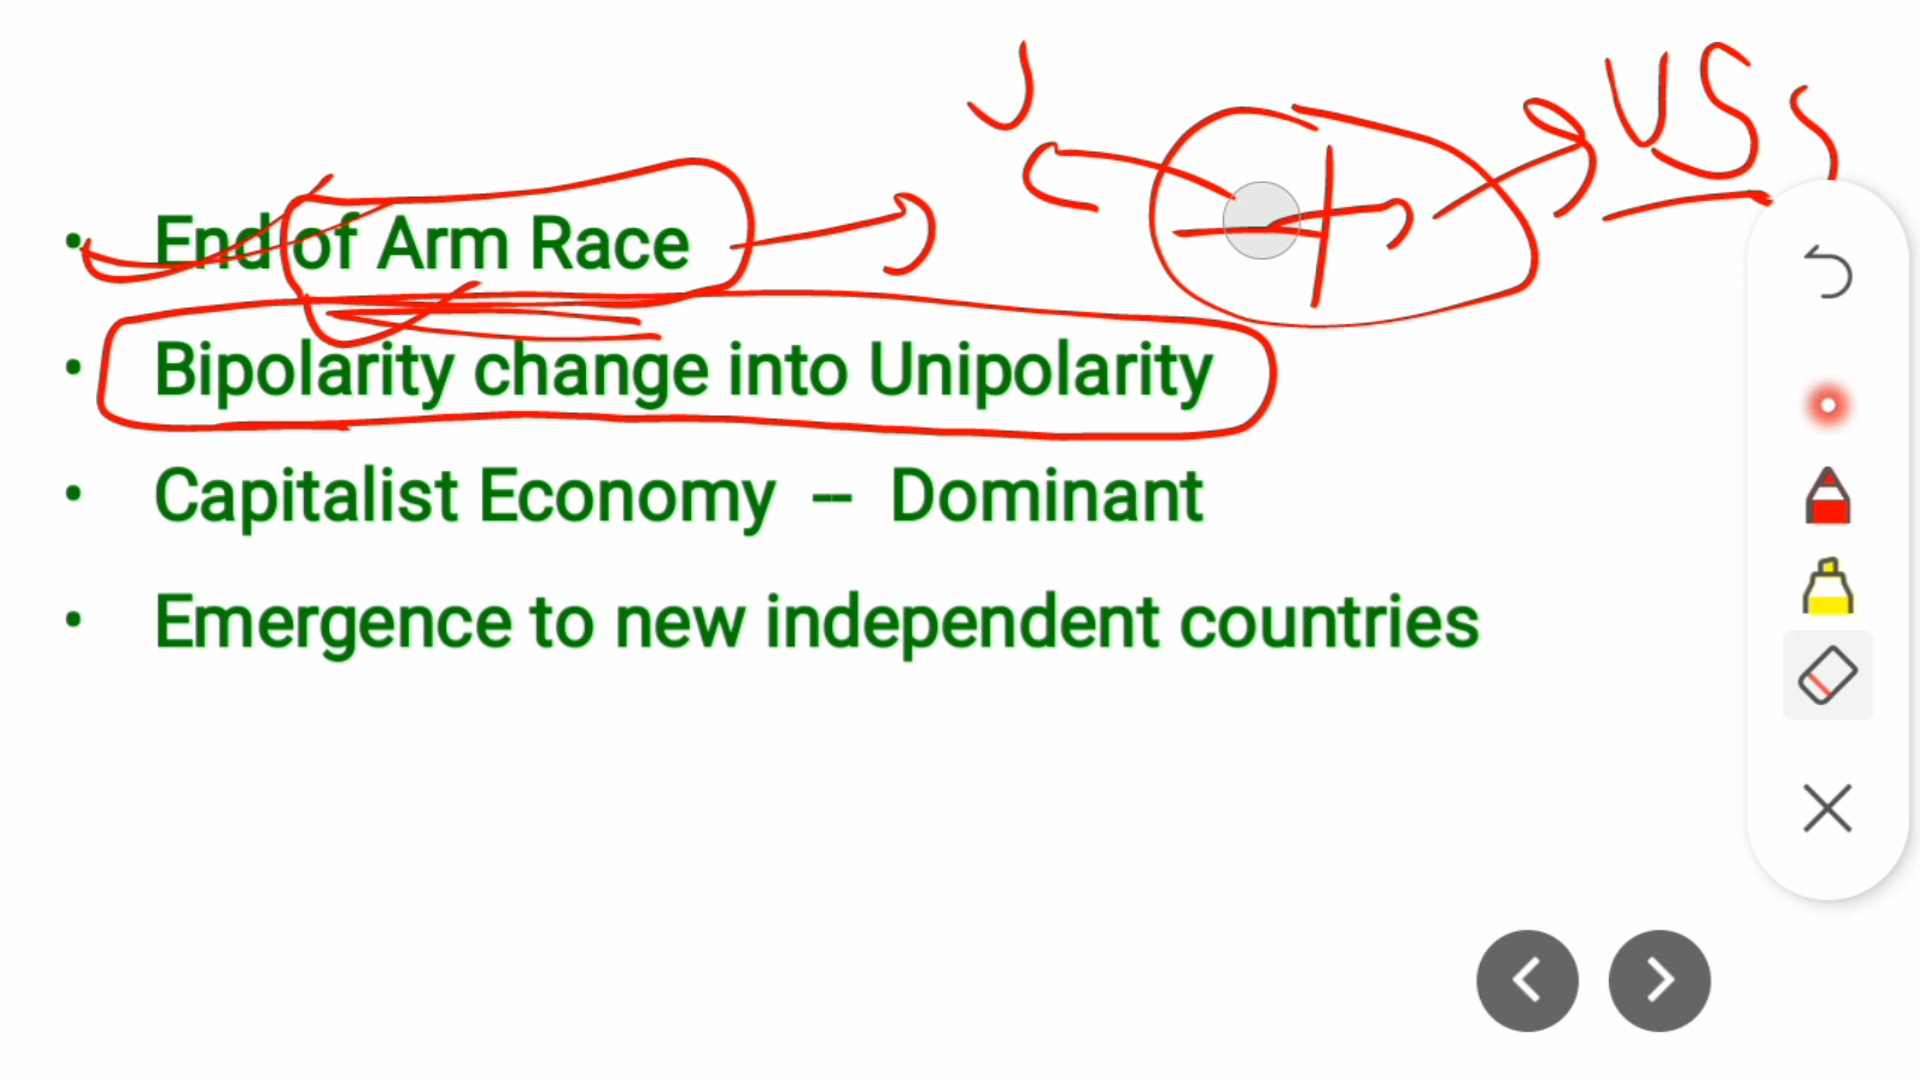 US
• End of Arm Race
• Bipolarity change into Unipolarity
• Capitalist Economy -- Dominant
• Emergence to new independent countries